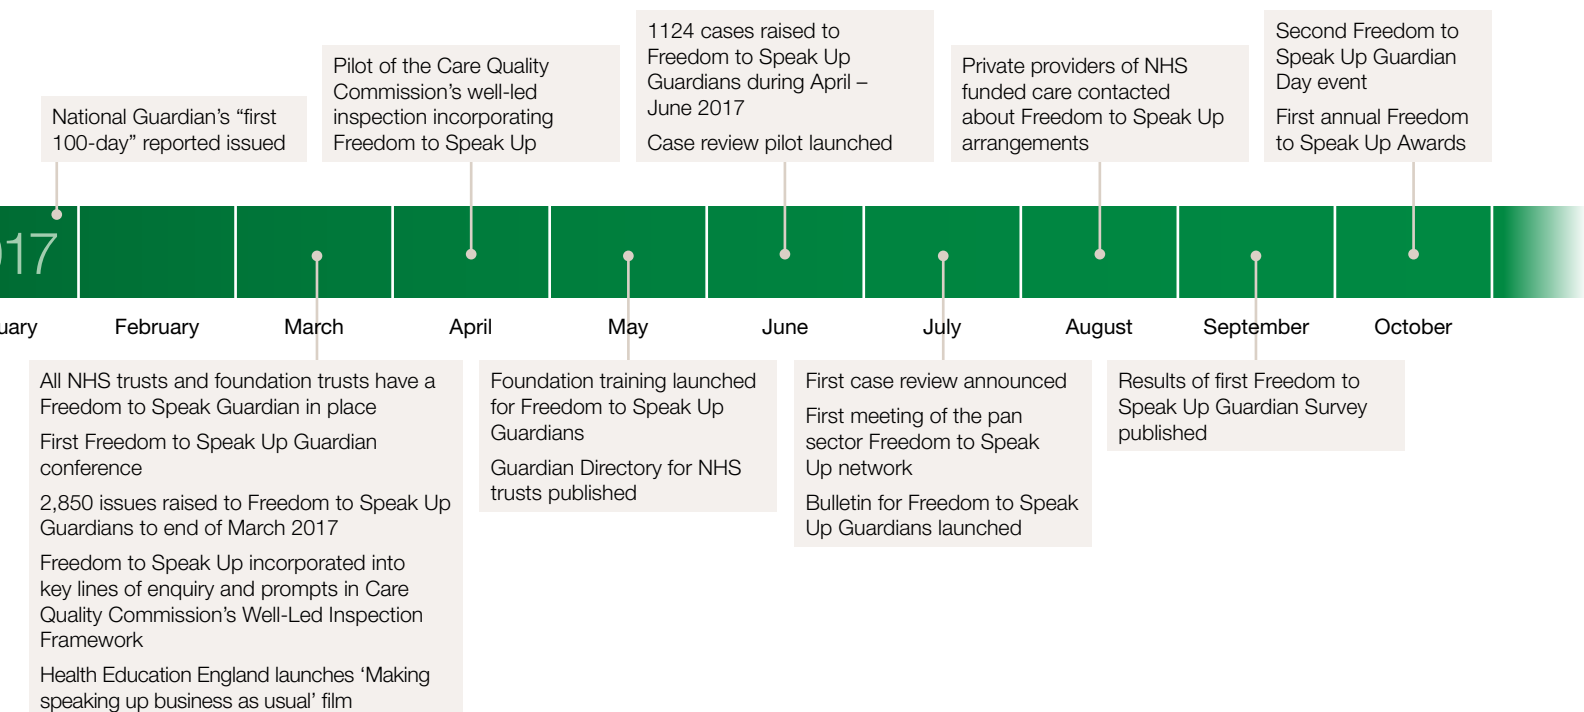 National Guardian's “first
100-day” reported issued
Pilot of the Care Quality
Commission's well-led
inspection incorporating
Freedom to Speak Up
1124 cases raised to
Freedom to Speak Up
Guardians during April –
June 2017
Case review pilot launched
Private providers of NHS
funded care contacted
about Freedom to Speak Up
arrangements
Second Freedom to
Speak Up Guardian
Day event
First annual Freedom
to Speak Up Awards
17
uary
February
March
April
May
June
July
August
September
October
All NHS trusts and foundation trusts have a
Freedom to Speak Guardian in place
First Freedom to Speak Up Guardian
conference
2,850 issues raised to Freedom to Speak Up
Guardians to end of March 2017
Freedom to Speak Up incorporated into
key lines of enquiry and prompts in Care
Quality Commission's Well-Led Inspection
Framework
Health Education England launches ‘Making
speaking up business as usual’ film
Foundation training launched
for Freedom to Speak Up
Guardians
Guardian Directory for NHS
trusts published
First case review announced
First meeting of the pan
sector Freedom to Speak
Up network
Bulletin for Freedom to Speak
Up Guardians launched
Results of first Freedom to
Speak Up Guardian Survey
published